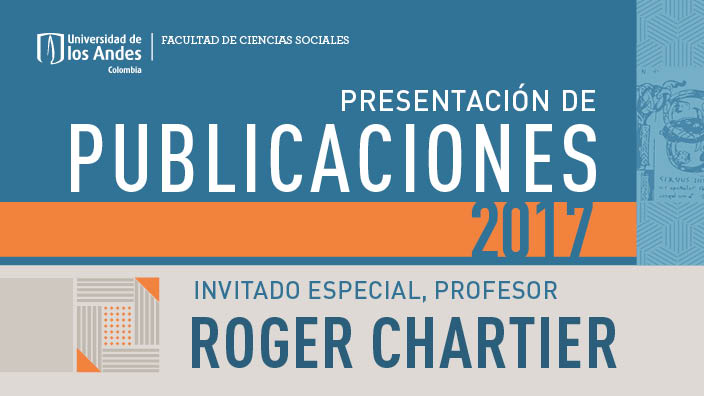 Universidad de
los Andes
Colombia
FACULTAD DE CIENCIAS SOCIALES
PRESENTACIÓN DE
PUBLICACIONES
2017
INVITADO ESPECIAL, PROFESOR
ROGER CHARTIER